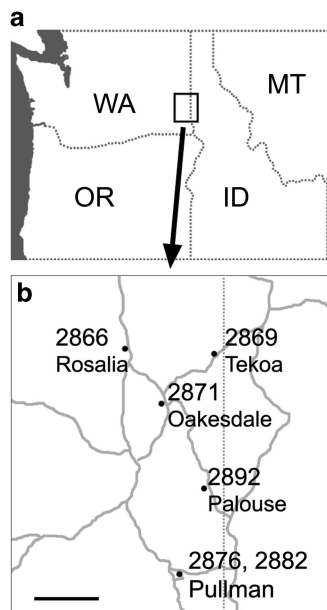 a
WA
MT
OR
ID
b
2866
Rosalia
2869
Tekoa
2871
Oakesdale
2892
Palouse
2876, 2882
Pullman